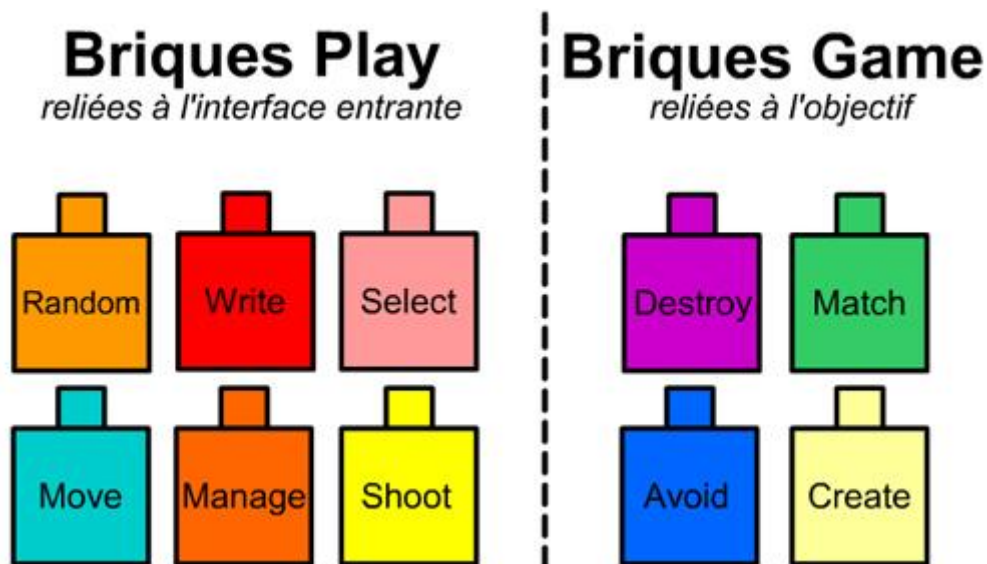 Briques Play
reliées à l'interface entrante
Random
Write
Select
Move
Manage
Shoot
Briques Game
reliées à l'objectif
Destroy
Match
Avoid
Create